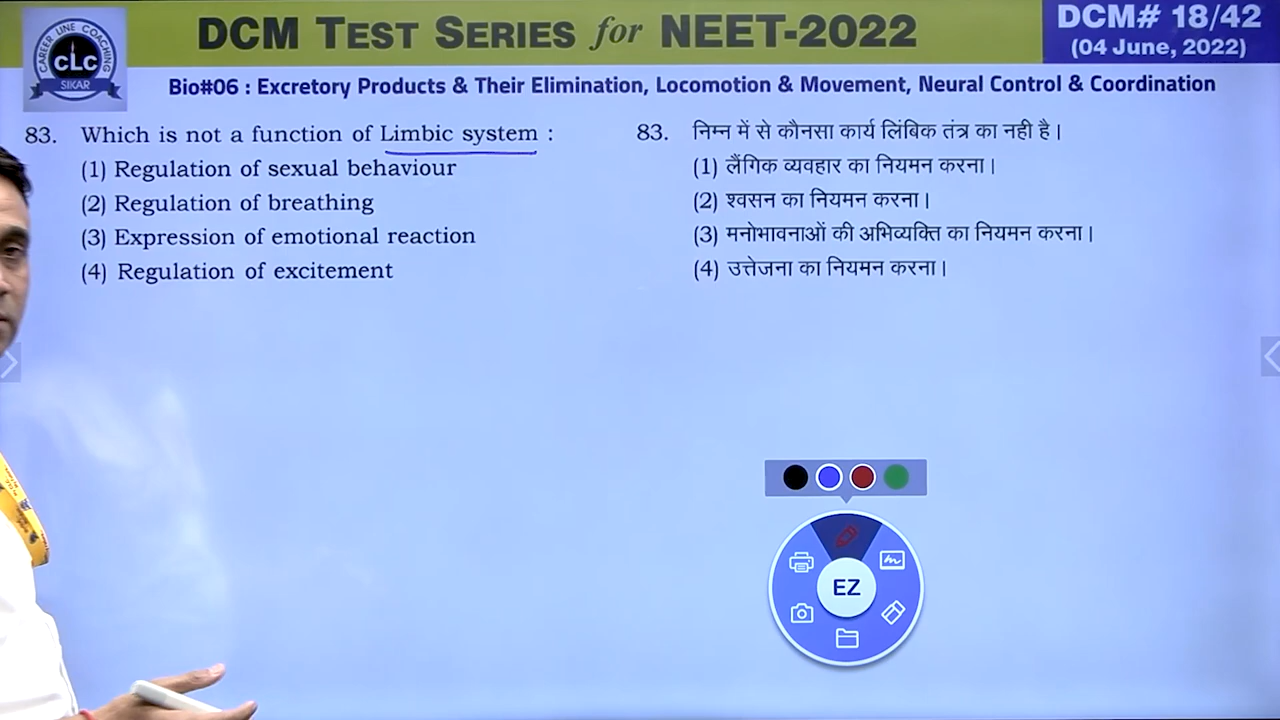 DCM TEST SERIES for NEET-2022
DCM# 18/42
(04 June, 2022)
CAREER LINE COACHING
CLC
SIKAR
Bio#06 : Excretory Products & Their Elimination, Locomotion & Movement, Neural Control & Coordination
83. Which is not a function of Limbic system :
(1) Regulation of sexual behaviour
(2) Regulation of breathing
(3) Expression of emotional reaction
(4) Regulation of excitement
83. निम्न में से कौनसा कार्य लिंबिक तंत्र का नही है।
(1) लैंगिक व्यवहार का नियमन करना।
(2) श्वसन का नियमन करना।
(3) मनोभावनाओं की अभिव्यक्ति का नियमन करना।
(4) उत्तेजना का नियमन करना।
EZ